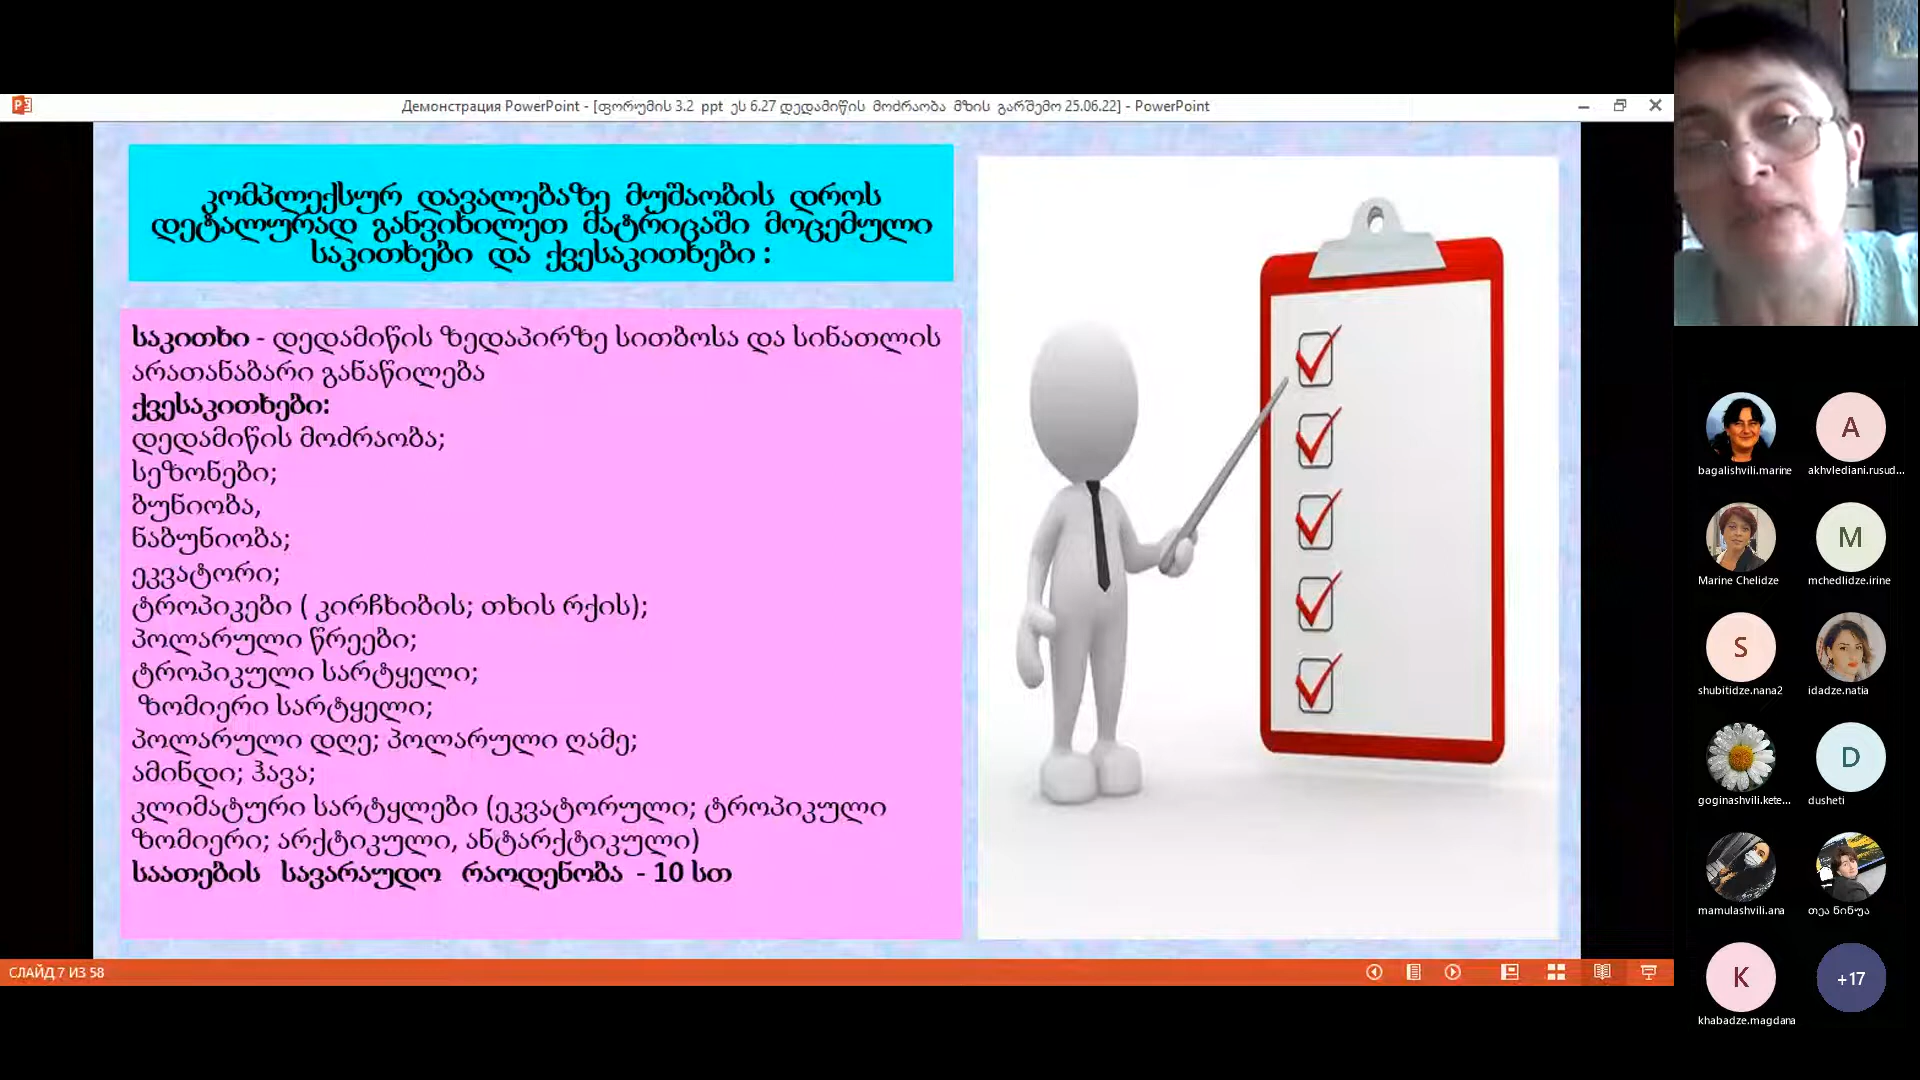 Демонстрация PowerPoint - [ფორუმის 3.2 ppt ეს 6.27 დედამიწის მოძრაობა მზის გარშემო 25.06.22] - PowerPoint
კომპლექსურ დავალებაზე მუშაობის დროს
დეტალურად განვიხილეთ მატრიცაში მოცემული
საკითხები და ქვესაკითხები :
საკითხი - დედამიწის ზედაპირზე სითბოსა და სინათლის
არათანაბარი განაწილება
ქვესაკითხები:
დედამიწის მოძრაობა;
სეზონები;
ბუნიობა,
ნაბუნიობა;
ეკვატორი;
ტროპიკები ( კირჩხიბის; თხის რქის);
პოლარული წრეები;
ტროპიკული სარტყელი;
ზომიერი სარტყელი;
პოლარული დღე; პოლარული ღამე;
ამინდი; ჰავა;
კლიმატური სარტყლები (ეკვატორული; ტროპიკული
ზომიერი; არქტიკული, ანტარქტიკული)
საათების სავარაუდო რაოდენობა - 10 სთ
СЛАЙД 7 ИЗ 58
bagalishvili.marine
A
akhvlediani.rusud...
Marine Chelidze
M
mchedlidze.irine
S
shubitidze.nana2
idadze.natia
goginashvili.kete...
D
dusheti
mamulashvili.ana
თეა ნინუა
K
khabadze.magdana
+17